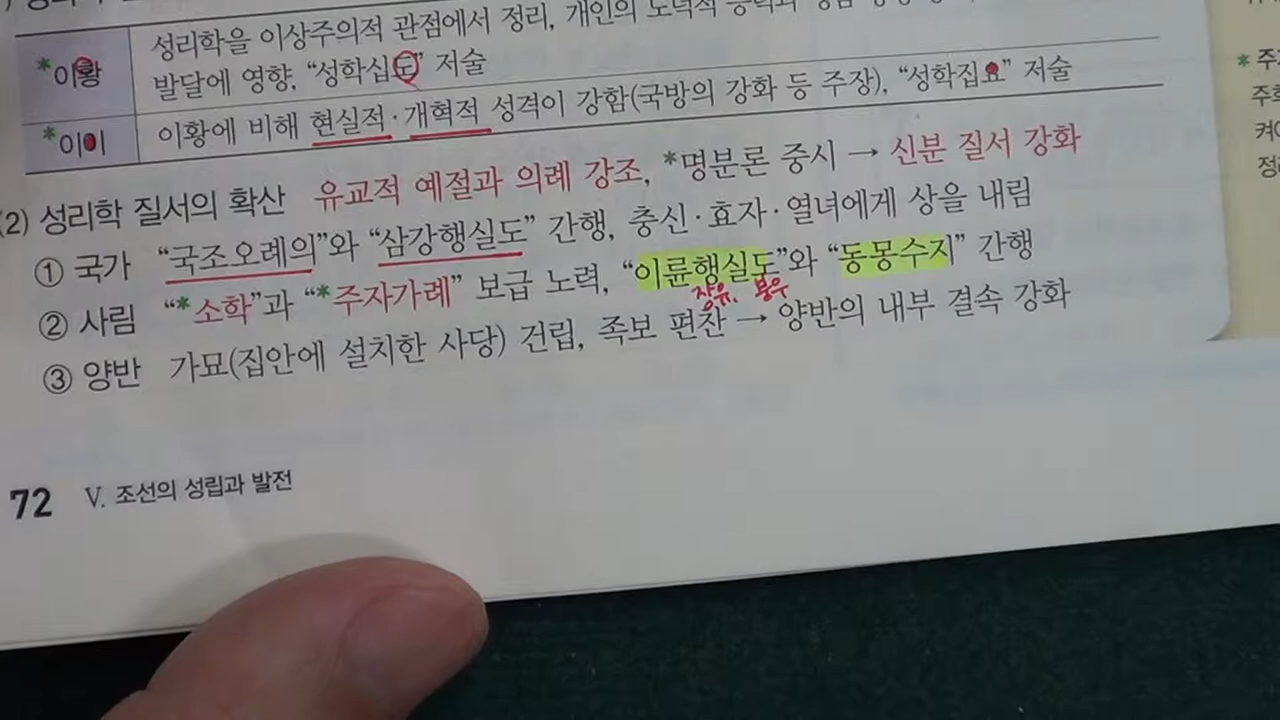 성리학을 이상주의적 관점에서 정리, 개인의 도덕적
*이황 발달에 영향, “성학십도” 저술
*이이 이황에 비해 현실적·개혁적 성격이 강함(국방의 강화 등 주장), “성학집요” 저술
(2) 성리학 질서의 확산 유교적 예절과 의례 강조, *명분론 중시 → 신분 질서 강화
① 국가 “국조오례의”와 “삼강행실도” 간행, 충신·효자·열녀에게 상을 내림
② 사림 “*소학”과 “*주자가례” 보급 노력, “이륜행실도”와 “동몽수지” 간행
장유, 붕우
③ 양반 가묘(집안에 설치한 사당) 건립, 족보 편찬 → 양반의 내부 결속 강화
72 V. 조선의 성립과 발전
* 주
주희
켜
정